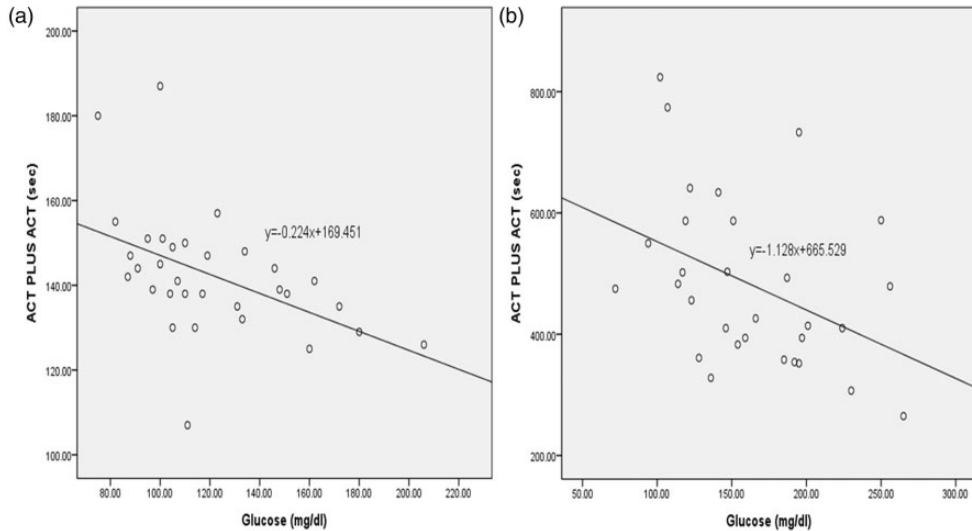 (a)
200.00
180.00
160.00
140.00
120.00
100.00
ACT PLUS ACT (sec)
y=-0.224x+169.451
80.00 100.00 120.00 140.00 160.00 180.00 200.00 220.00
Glucose (mg/dl)
(b)
800.00
600.00
400.00
200.00
ACT PLUS ACT (sec)
y=-1.128x+665.529
50.00 100.00 150.00 200.00 250.00 300.00
Glucose (mg/dl)